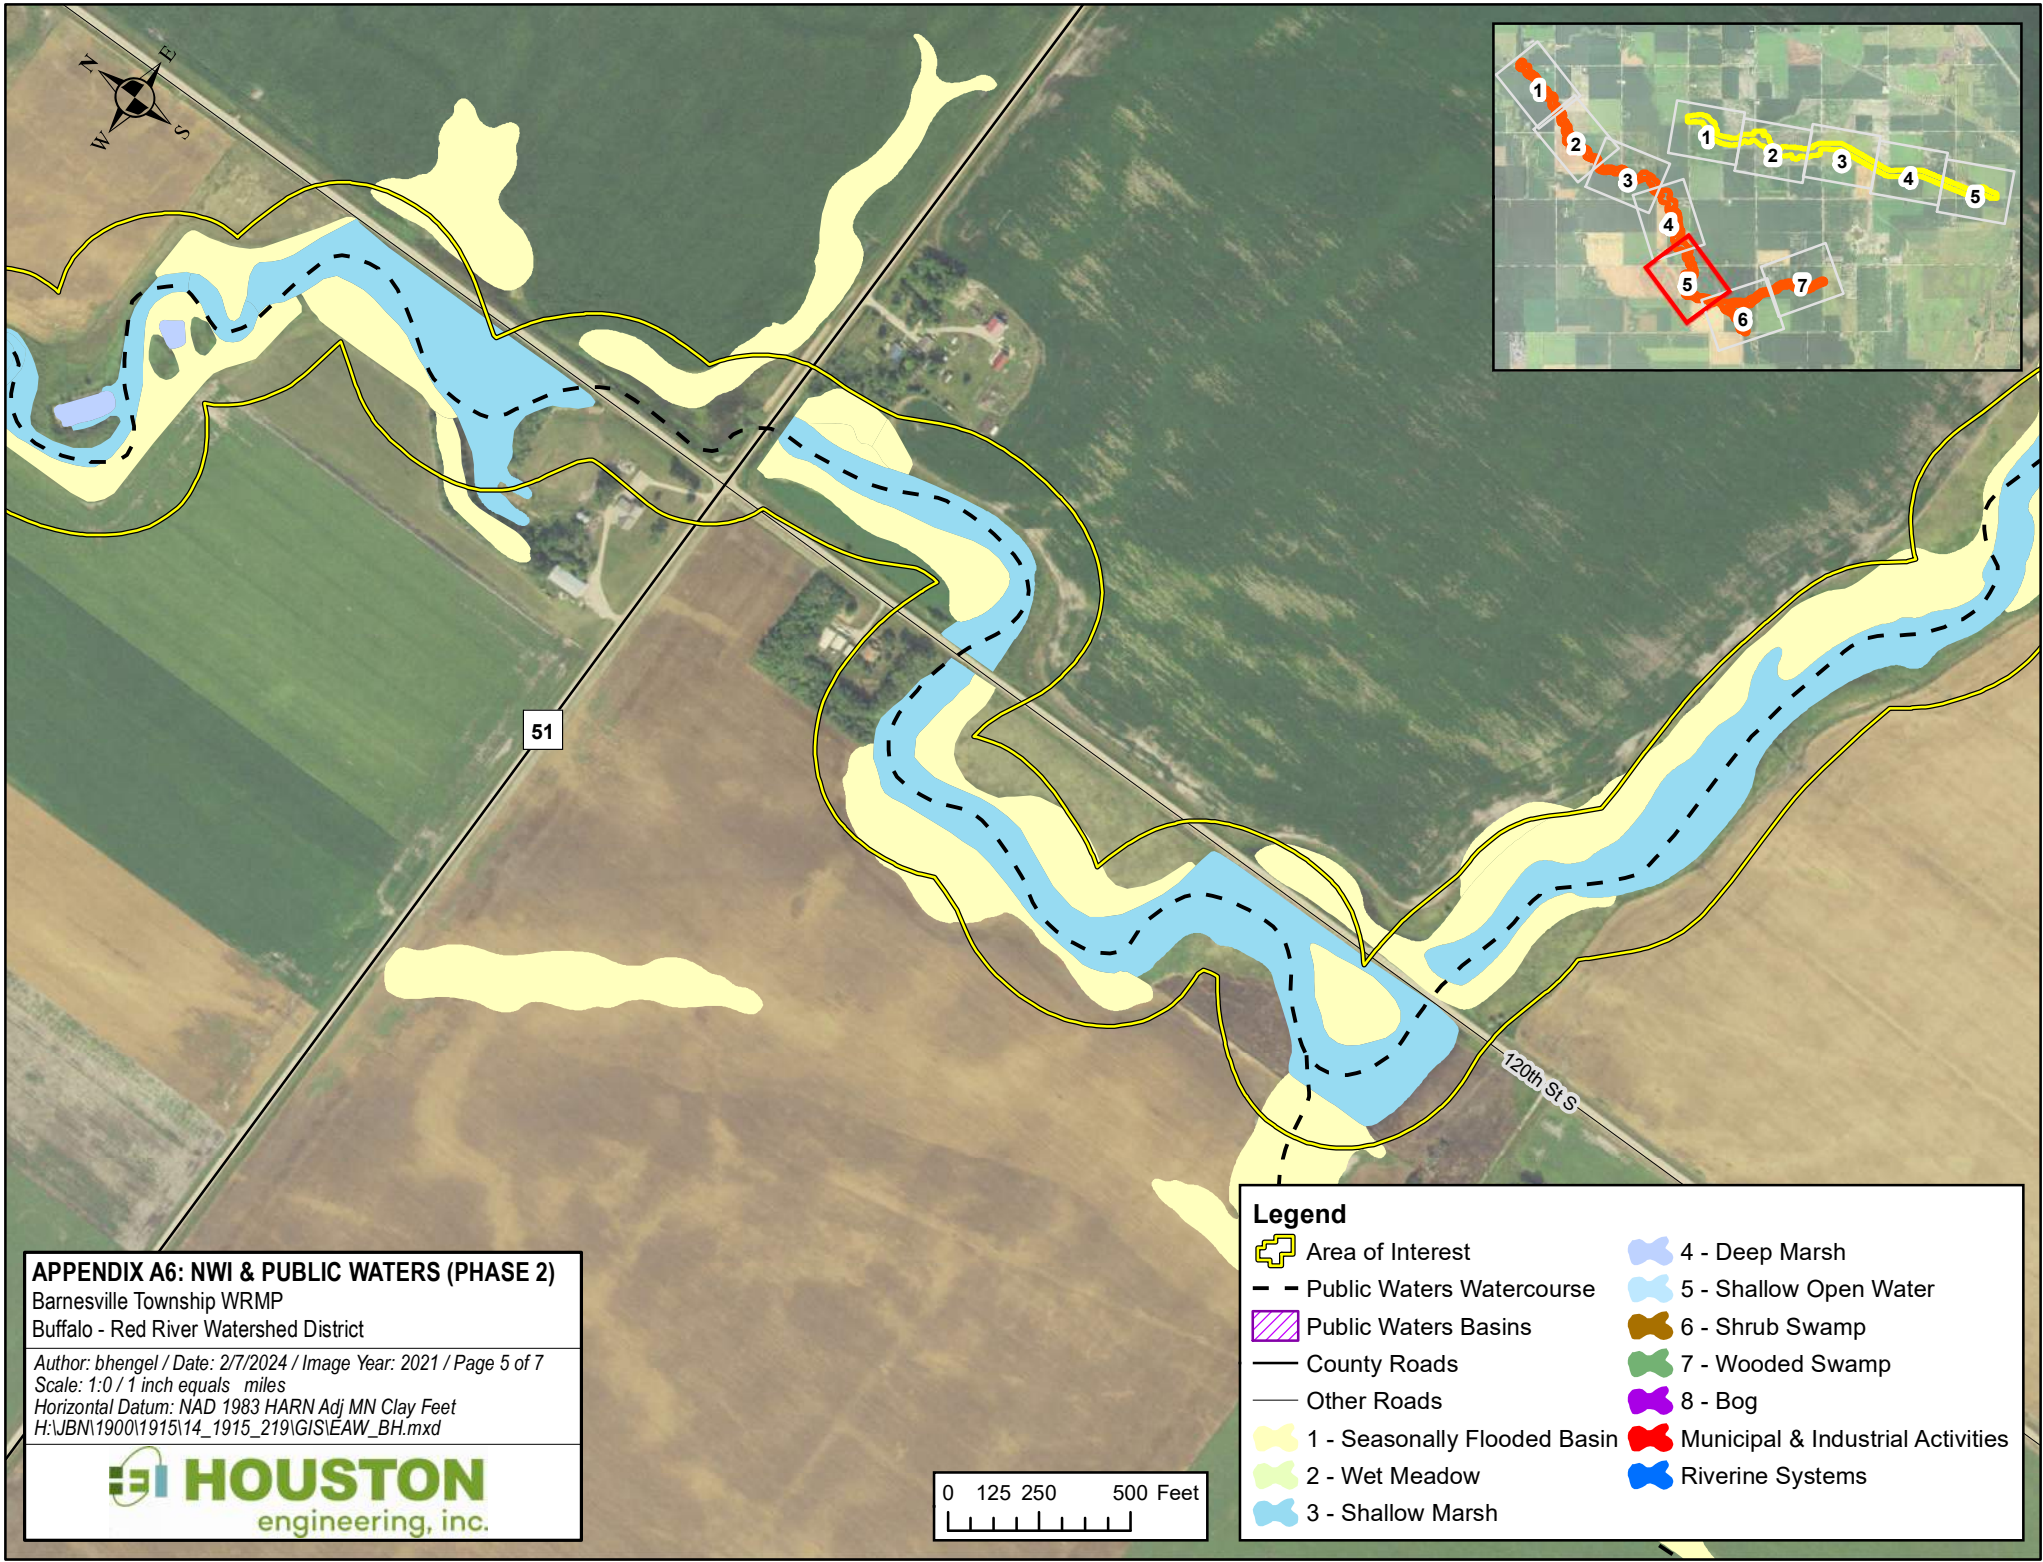 N
E
W
S
1
2
3
4
5
6
7
1
2
3
4
5
51
120th St S
APPENDIX A6: NWI & PUBLIC WATERS (PHASE 2)
Barnesville Township WRMP
Buffalo - Red River Watershed District
Author: bhengel / Date: 2/7/2024 / Image Year: 2021 / Page 5 of 7
Scale: 1:0 / 1 inch equals   miles
Horizontal Datum: NAD 1983 HARN Adj MN Clay Feet
H:\JBN\1900\1915\14_1915_219\GIS\EAW_BH.mxd
HOUSTON
engineering, inc.
0 125 250 500 Feet
Legend
Area of Interest
Public Waters Watercourse
Public Waters Basins
County Roads
Other Roads
1 - Seasonally Flooded Basin
2 - Wet Meadow
3 - Shallow Marsh
4 - Deep Marsh
5 - Shallow Open Water
6 - Shrub Swamp
7 - Wooded Swamp
8 - Bog
Municipal & Industrial Activities
Riverine Systems